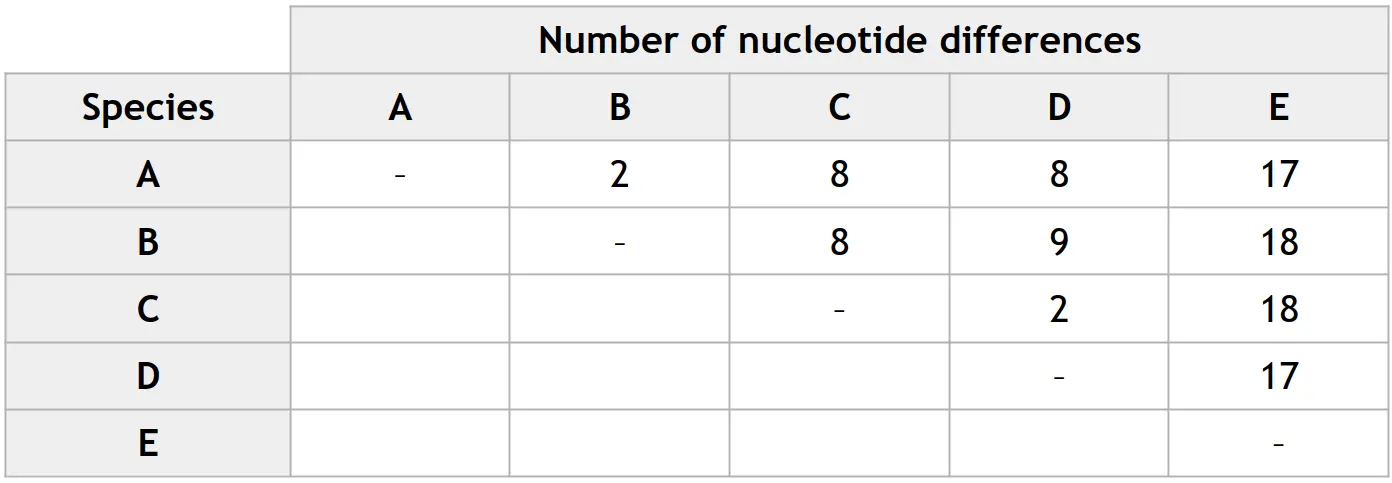 Number of nucleotide differences
Species A B C D E
A - 2 8 8 17
B - 8 9 18
C - 2 18
D - 17
E -